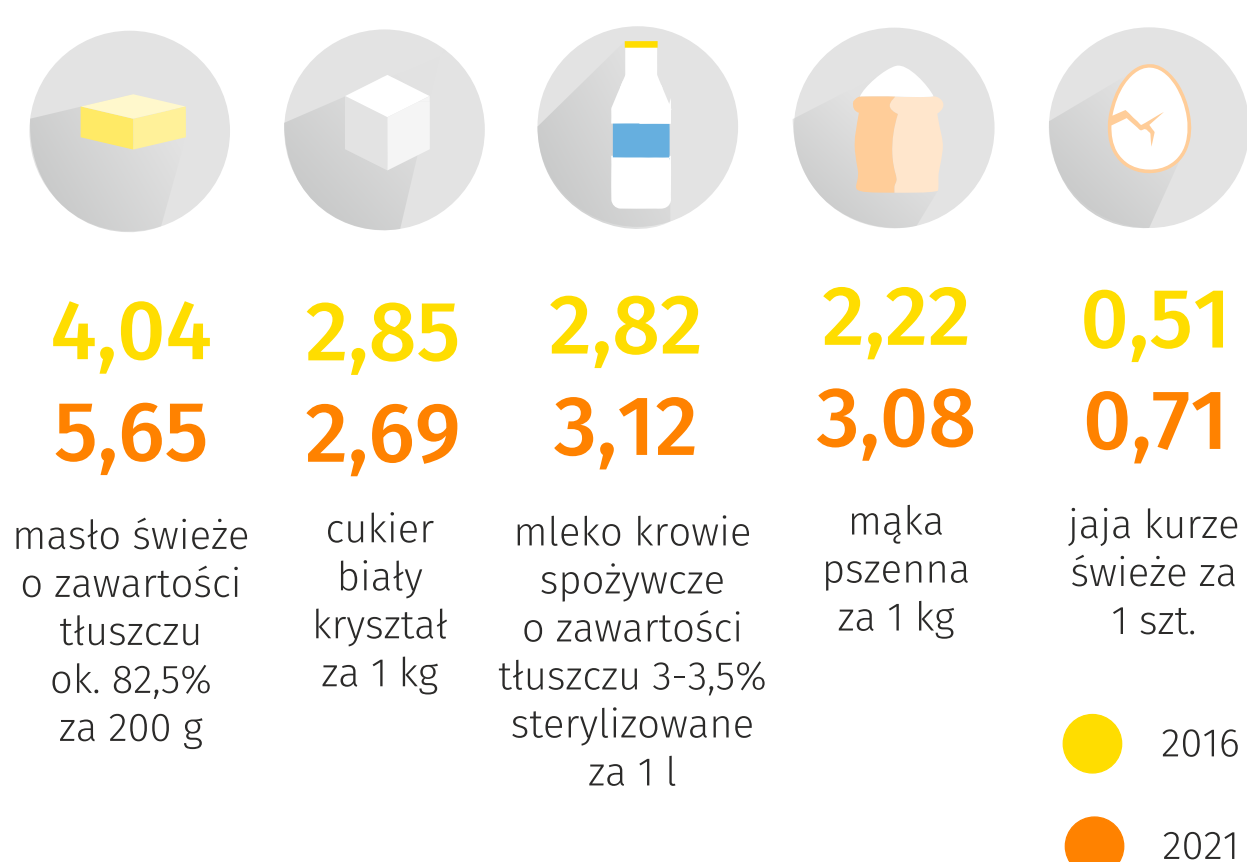 4,04
5,65
masło świeże
o zawartości
tłuszczu
ok. 82,5%
za 200 g
2,85
2,69
cukier
biały
kryształ
za 1 kg
2,82
3,12
mleko krowie
spożywcze
o zawartości
tłuszczu 3-3,5%
sterylizowane
za 1 l
2,22
3,08
mąka
pszenna
za 1 kg
0,51
0,71
jaja kurze
świeże za
1 szt.
2016
2021